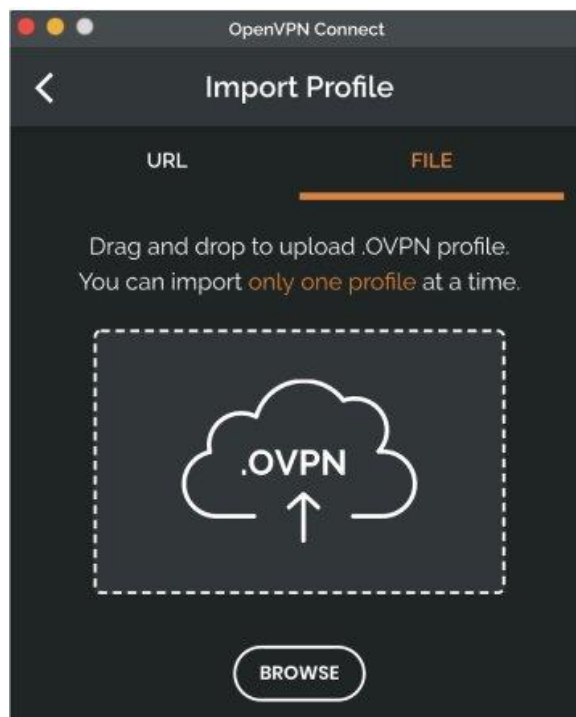 OpenVPN Connect
Import Profile
URL
FILE
Drag and drop to upload .OVPN profile.
You can import only one profile at a time.
.OVPN
BROWSE